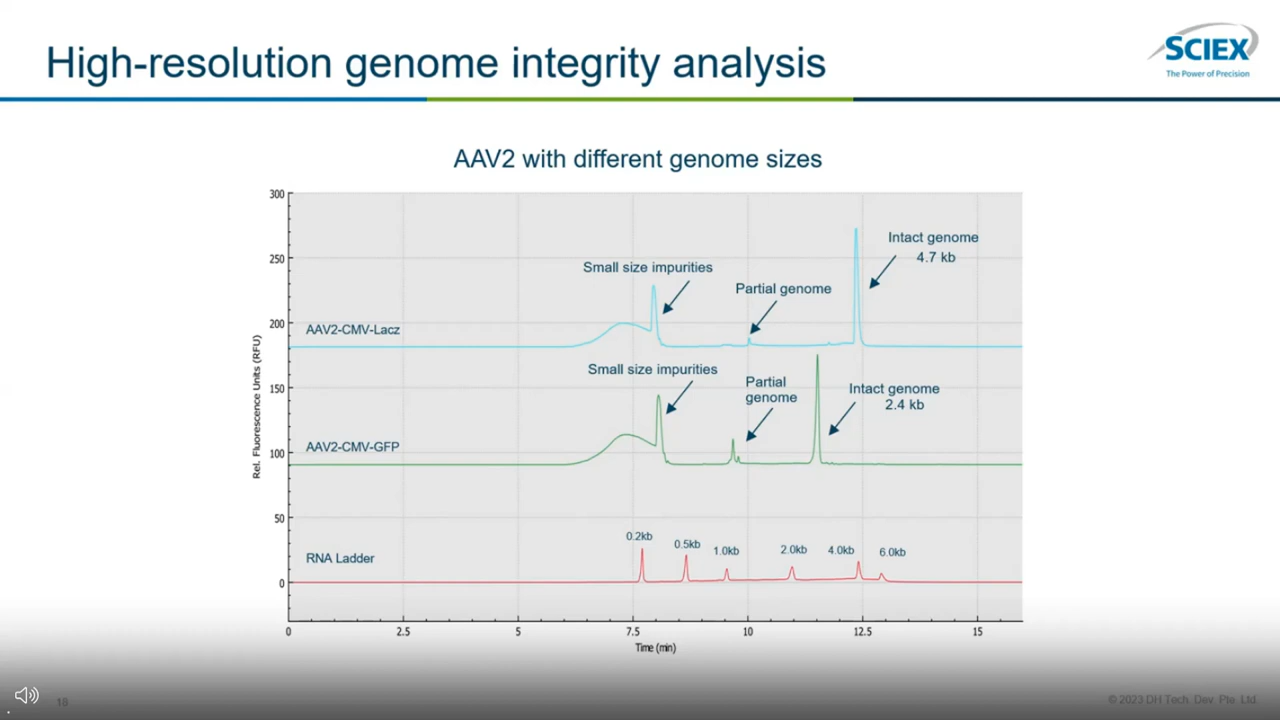 High-resolution genome integrity analysis
SCIEX
The Power of Precision
AAV2 with different genome sizes
300
250
200
150
100
50
0
Rel. Fluorescence Units (RFU)
Intact genome
4.7 kb
Small size impurities
Partial genome
AAV2-CMV-Lacz
Small size impurities
Partial
genome
Intact genome
2.4 kb
AAV2-CMV-GFP
RNA Ladder
0.2kb
0.5kb
1.0kb
2.0kb
4.0kb
6.0kb
0
2.5
5
7.5
10
12.5
15
Time (min)
18
© 2023 DH Tech. Dev. Pte. Ltd.